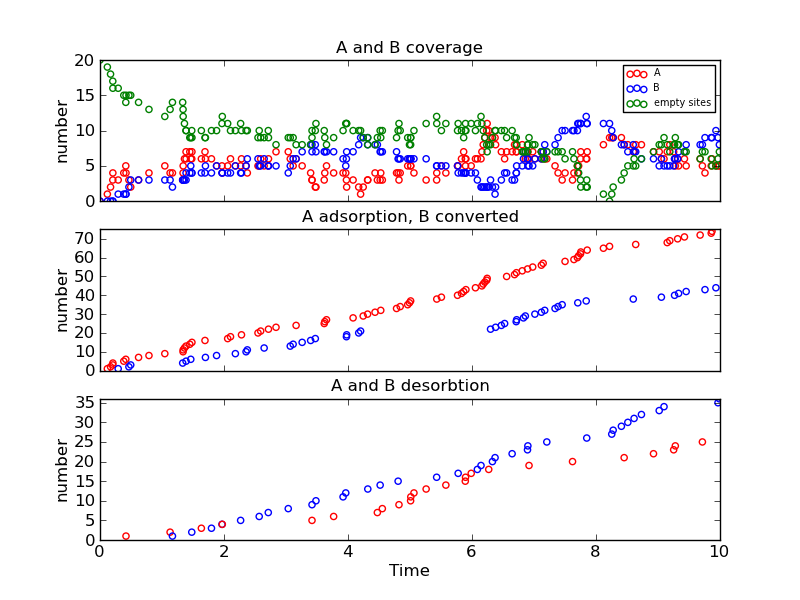 A and B coverage
20
15
10
5
0
number
A
B
empty sites
A adsorption, B converted
70
60
50
40
30
20
10
0
number
A and B desorbtion
35
30
25
20
15
10
5
0
number
0 2 4 6 8 10
Time